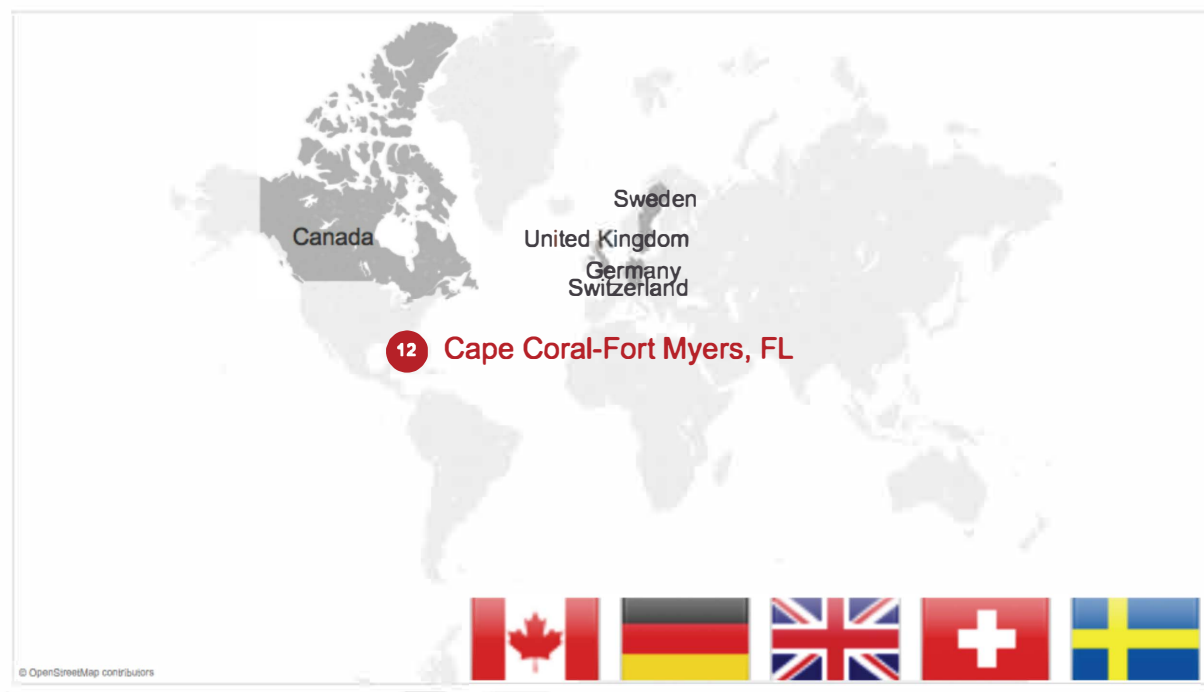 Sweden
Canada
United Kingdom
Germany
Switzerland
12 Cape Coral-Fort Myers, FL
© OpenStreetMap contributors